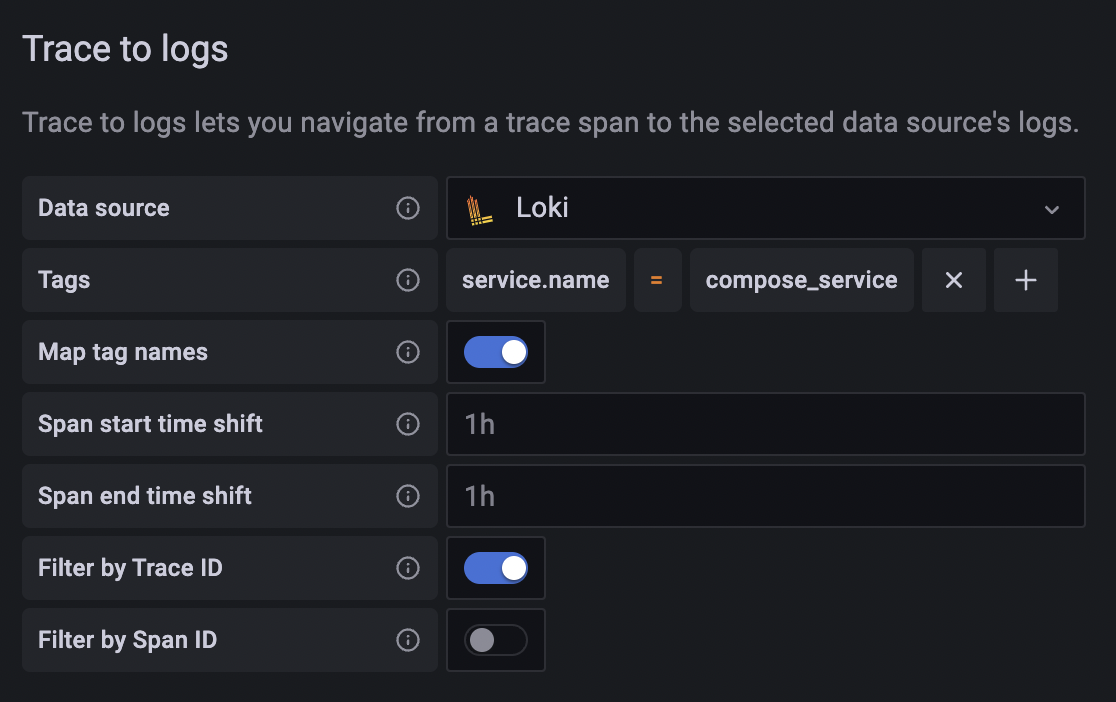 Trace to logs
Trace to logs lets you navigate from a trace span to the selected data source's logs.
Data source Loki
Tags service.name = compose_service
Map tag names
Span start time shift 1h
Span end time shift 1h
Filter by Trace ID
Filter by Span ID